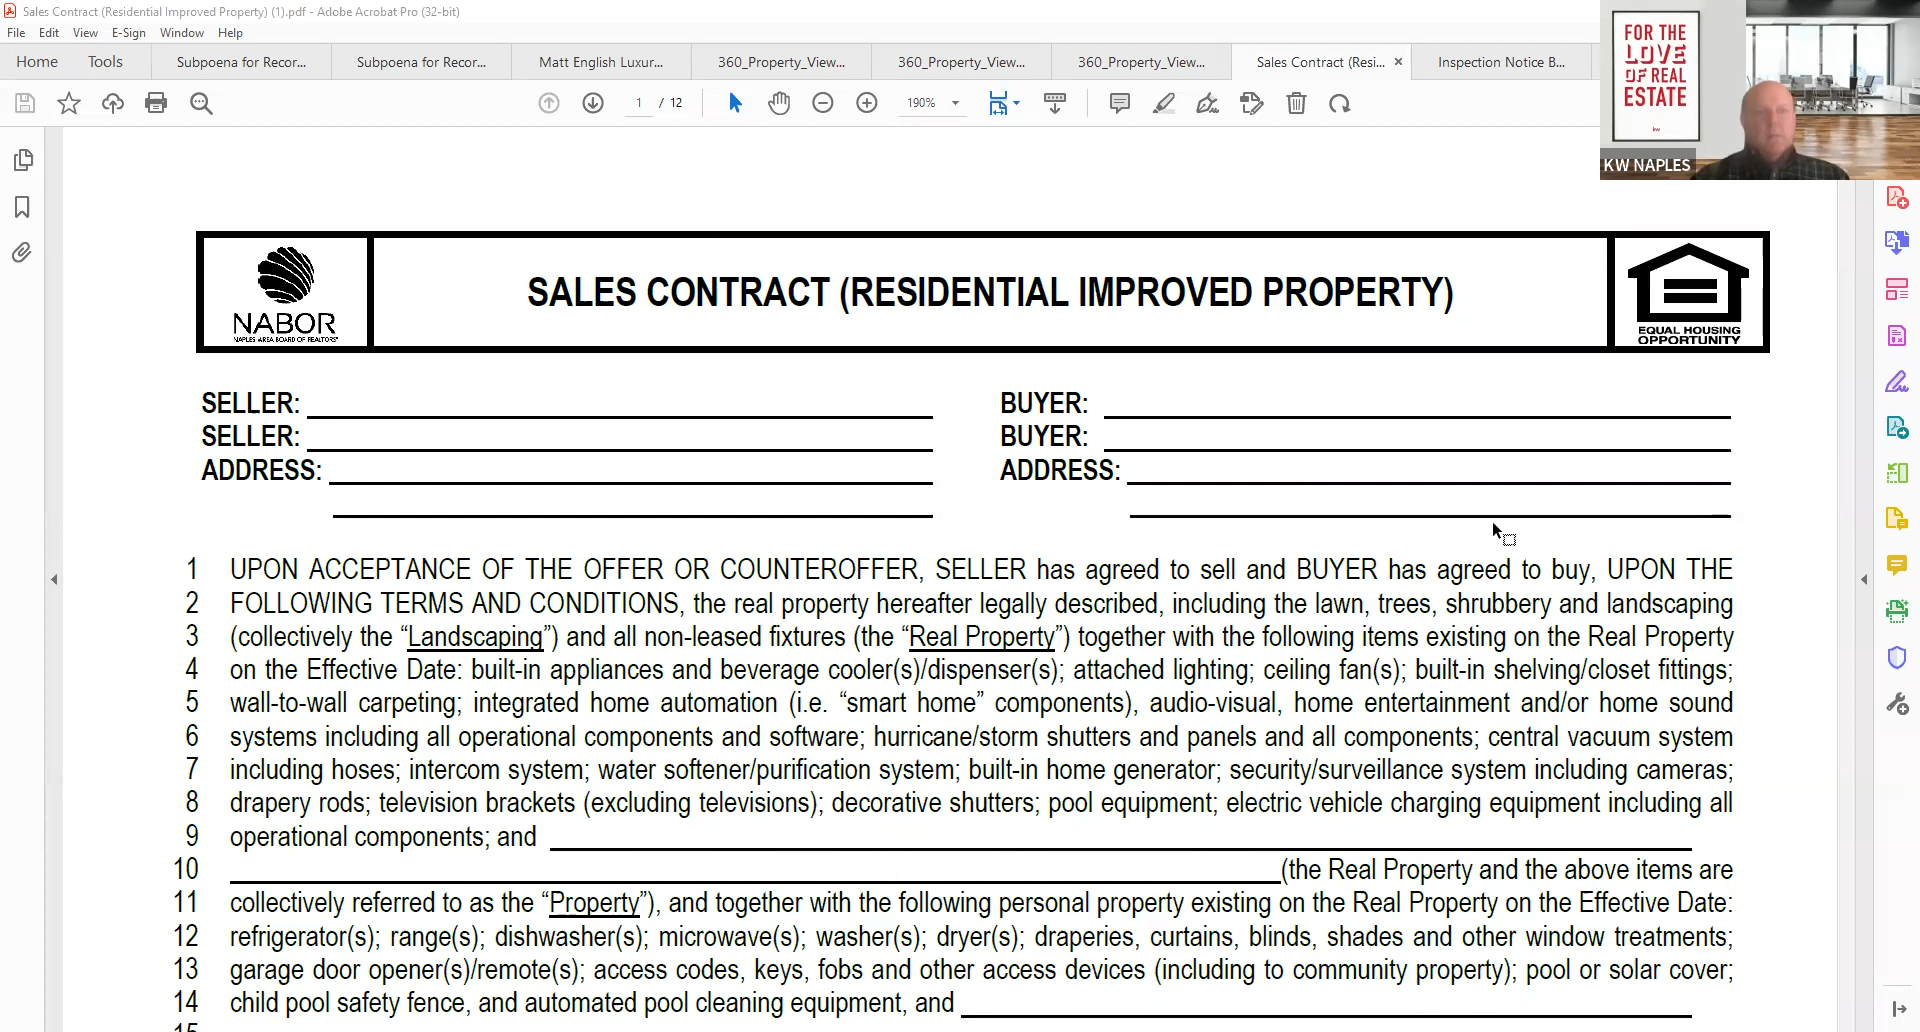 Sales Contract (Residential Improved Property) (1).pdf - Adobe Acrobat Pro (32-bit)
File Edit View E-Sign Window Help
Home Tools Subpoena for Recor... Subpoena for Recor... Matt English Luxur... 360_Property_View... 360_Property_View... 360_Property_View... Sales Contract (Resi... × Inspection Notice B...
1 / 12 190%
FOR THE
LOVE
OF REAL
ESTATE
kw
KW NAPLES
NABOR
NAPLES AREA BOARD OF REALTORS®
SALES CONTRACT (RESIDENTIAL IMPROVED PROPERTY)
EQUAL HOUSING
OPPORTUNITY
SELLER: BUYER:
SELLER: BUYER:
ADDRESS: ADDRESS:
1 UPON ACCEPTANCE OF THE OFFER OR COUNTEROFFER, SELLER has agreed to sell and BUYER has agreed to buy, UPON THE
2 FOLLOWING TERMS AND CONDITIONS, the real property hereafter legally described, including the lawn, trees, shrubbery and landscaping
3 (collectively the “Landscaping”) and all non-leased fixtures (the “Real Property”) together with the following items existing on the Real Property
4 on the Effective Date: built-in appliances and beverage cooler(s)/dispenser(s); attached lighting; ceiling fan(s); built-in shelving/closet fittings;
5 wall-to-wall carpeting; integrated home automation (i.e. “smart home” components), audio-visual, home entertainment and/or home sound
6 systems including all operational components and software; hurricane/storm shutters and panels and all components; central vacuum system
7 including hoses; intercom system; water softener/purification system; built-in home generator; security/surveillance system including cameras;
8 drapery rods; television brackets (excluding televisions); decorative shutters; pool equipment; electric vehicle charging equipment including all
9 operational components; and
10 (the Real Property and the above items are
11 collectively referred to as the “Property”), and together with the following personal property existing on the Real Property on the Effective Date:
12 refrigerator(s); range(s); dishwasher(s); microwave(s); washer(s); dryer(s); draperies, curtains, blinds, shades and other window treatments;
13 garage door opener(s)/remote(s); access codes, keys, fobs and other access devices (including to community property); pool or solar cover;
14 child pool safety fence, and automated pool cleaning equipment, and
15